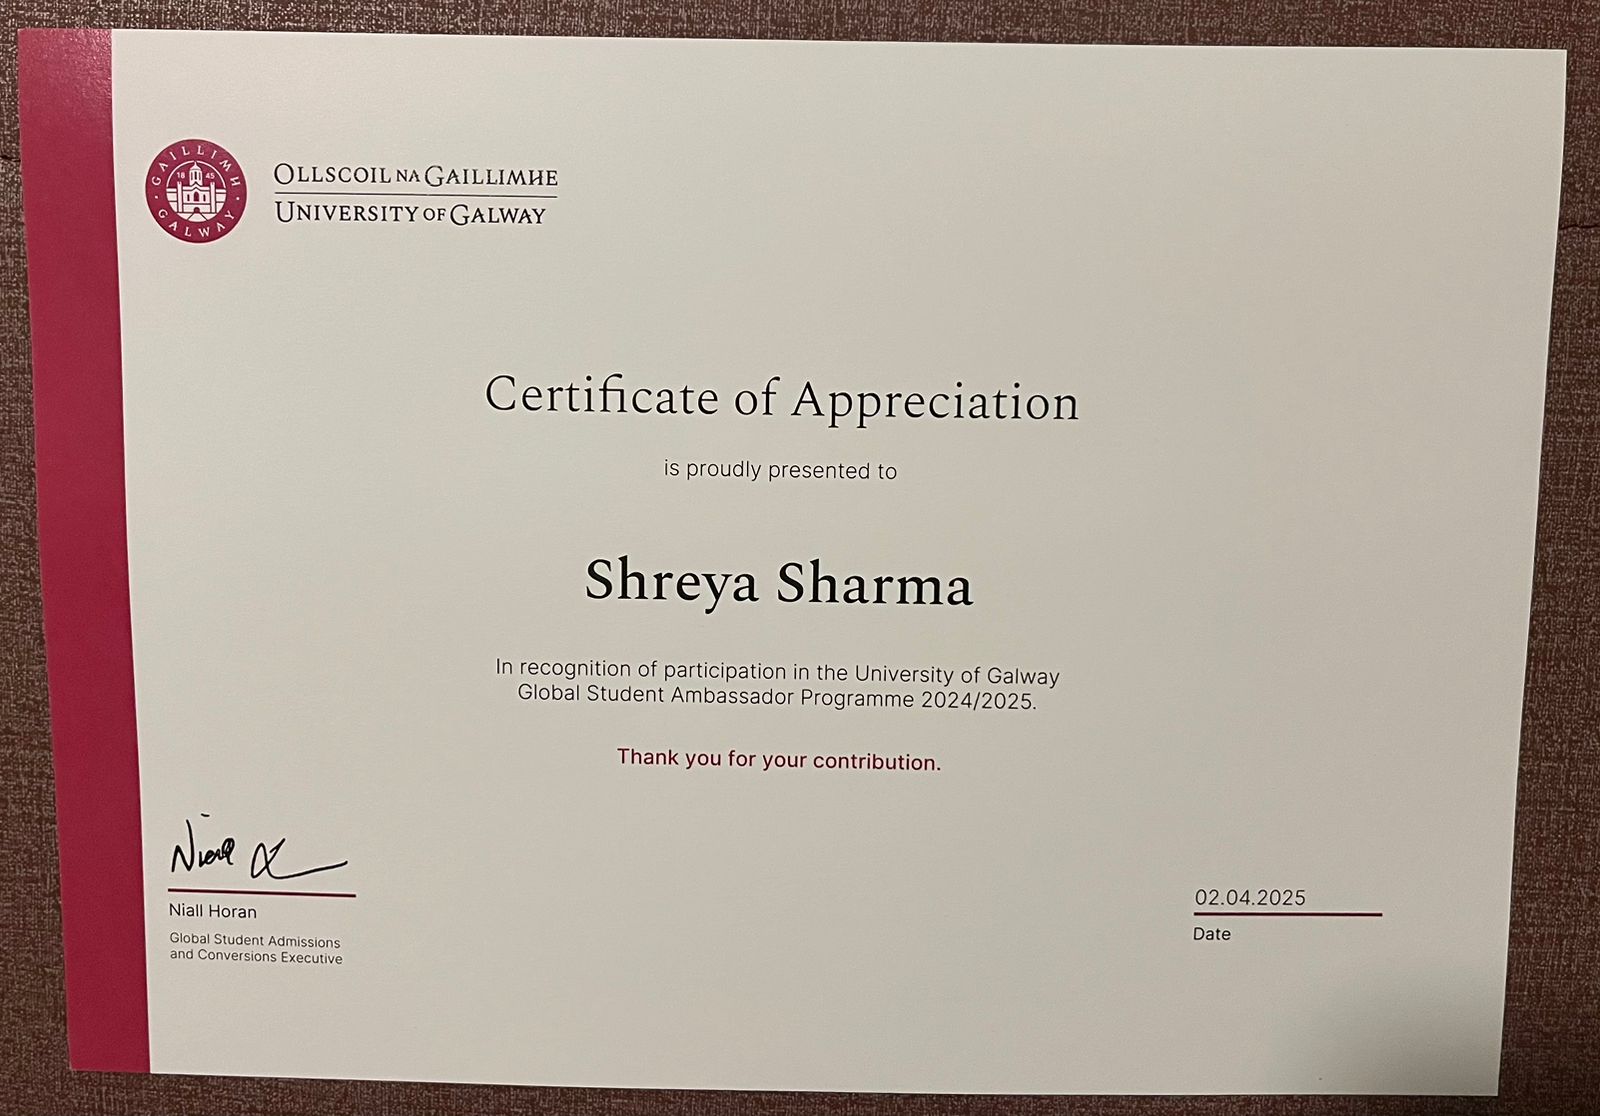 GAILLIMH
18 45
GALWAY
OLLSCOIL NA GAILLIMHE
UNIVERSITY OF GALWAY
Certificate of Appreciation
is proudly presented to
Shreya Sharma
In recognition of participation in the University of Galway
Global Student Ambassador Programme 2024/2025.
Thank you for your contribution.
Niall Horan
Global Student Admissions
and Conversions Executive
02.04.2025
Date